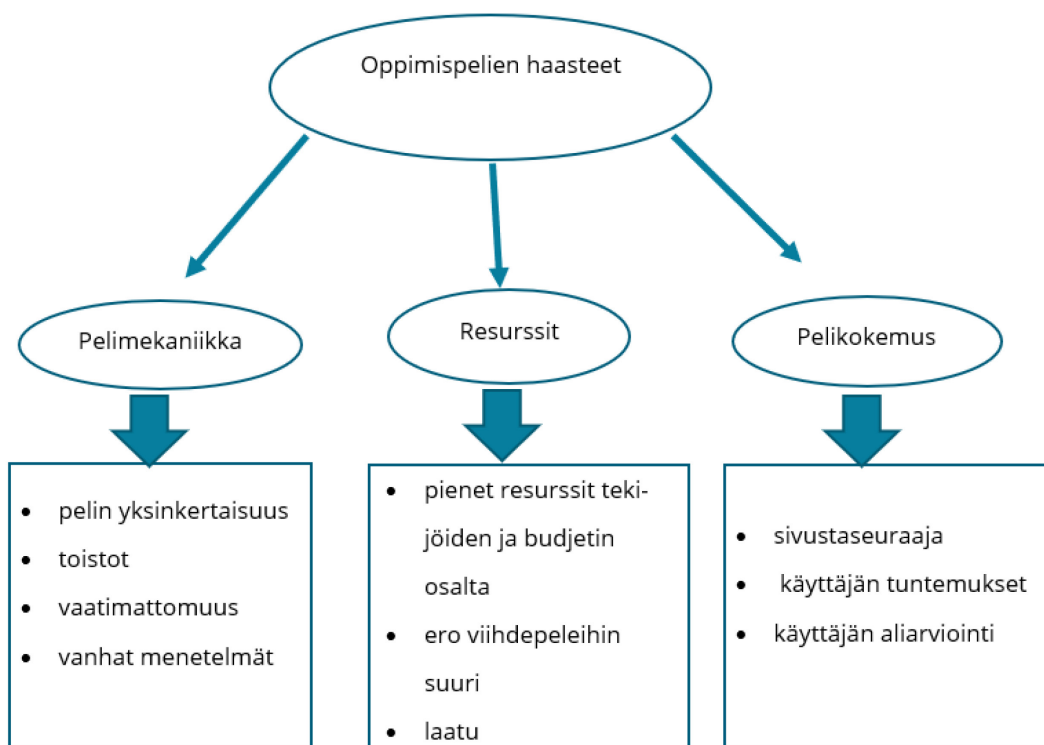 Oppimispelien haasteet
Pelimekaniikka
Resurssit
Pelikokemus
• pelin yksinkertaisuus
• toistot
• vaatimattomuus
• vanhat menetelmät
• pienet resurssit teki-
jöiden ja budjetin
osalta
• ero viihdepeleihin
suuri
• laatu
• sivustaseuraaja
• käyttäjän tuntemukset
• käyttäjän aliarviointi